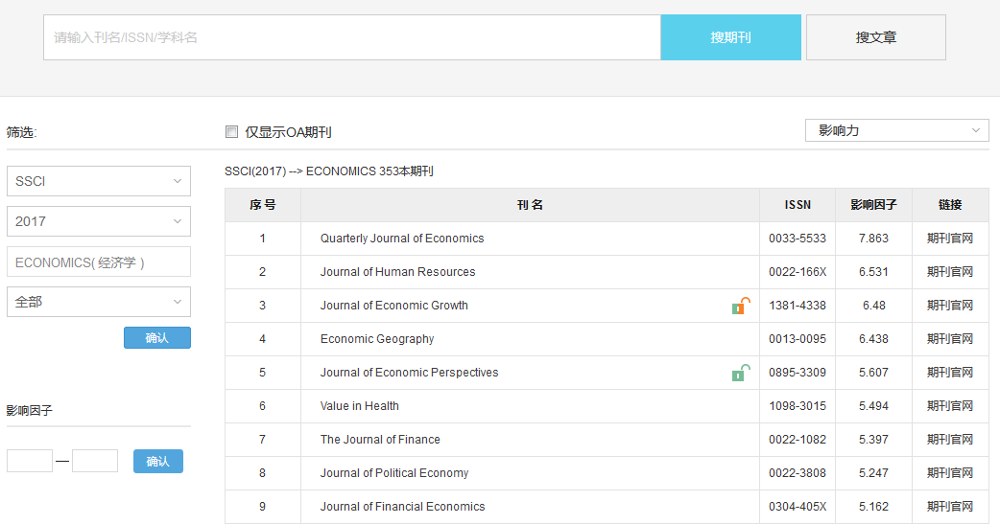 请输入刊名/ISSN/学科名
搜期刊
搜文章
筛选:
仅显示OA期刊
影响力
SSCI
2017
ECONOMICS( 经济学 )
全部
确认
影响因子
—
确认
SSCI(2017) --> ECONOMICS 353本期刊
序 号 刊 名 ISSN 影响因子 链接
1 Quarterly Journal of Economics 0033-5533 7.863 期刊官网
2 Journal of Human Resources 0022-166X 6.531 期刊官网
3 Journal of Economic Growth 1381-4338 6.48 期刊官网
4 Economic Geography 0013-0095 6.438 期刊官网
5 Journal of Economic Perspectives 0895-3309 5.607 期刊官网
6 Value in Health 1098-3015 5.494 期刊官网
7 The Journal of Finance 0022-1082 5.397 期刊官网
8 Journal of Political Economy 0022-3808 5.247 期刊官网
9 Journal of Financial Economics 0304-405X 5.162 期刊官网